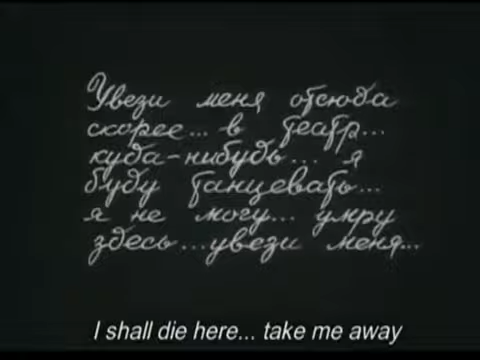 Увези меня отсюда
скорее... в театр...
куда-нибудь... я
буду танцевать...
я не могу... умру
здесь...увези меня...
I shall die here... take me away